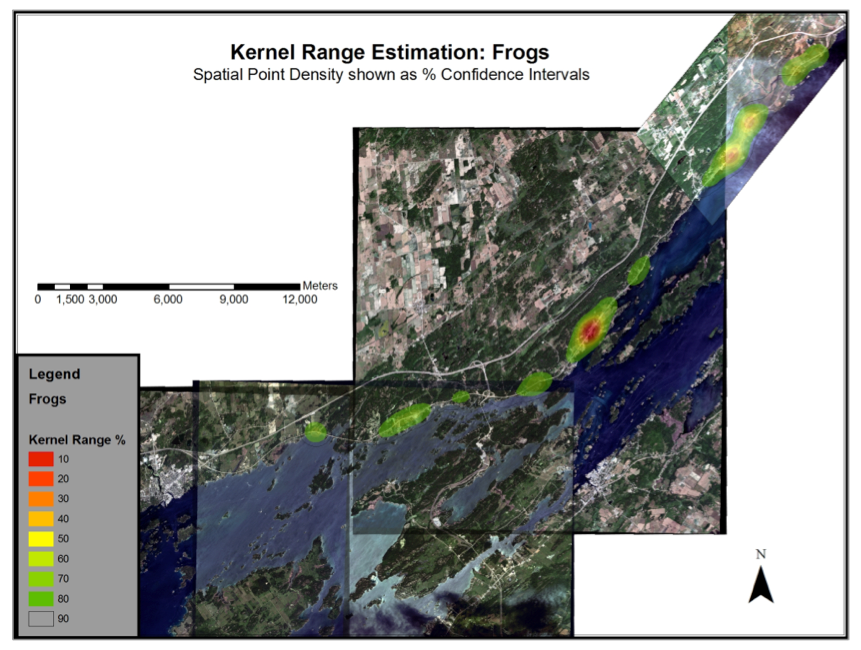 Kernel Range Estimation: Frogs
Spatial Point Density shown as % Confidence Intervals
Meters
0 1,500 3,000 6,000 9,000 12,000
Legend
Frogs
Kernel Range %
10
20
30
40
50
60
70
80
90
N